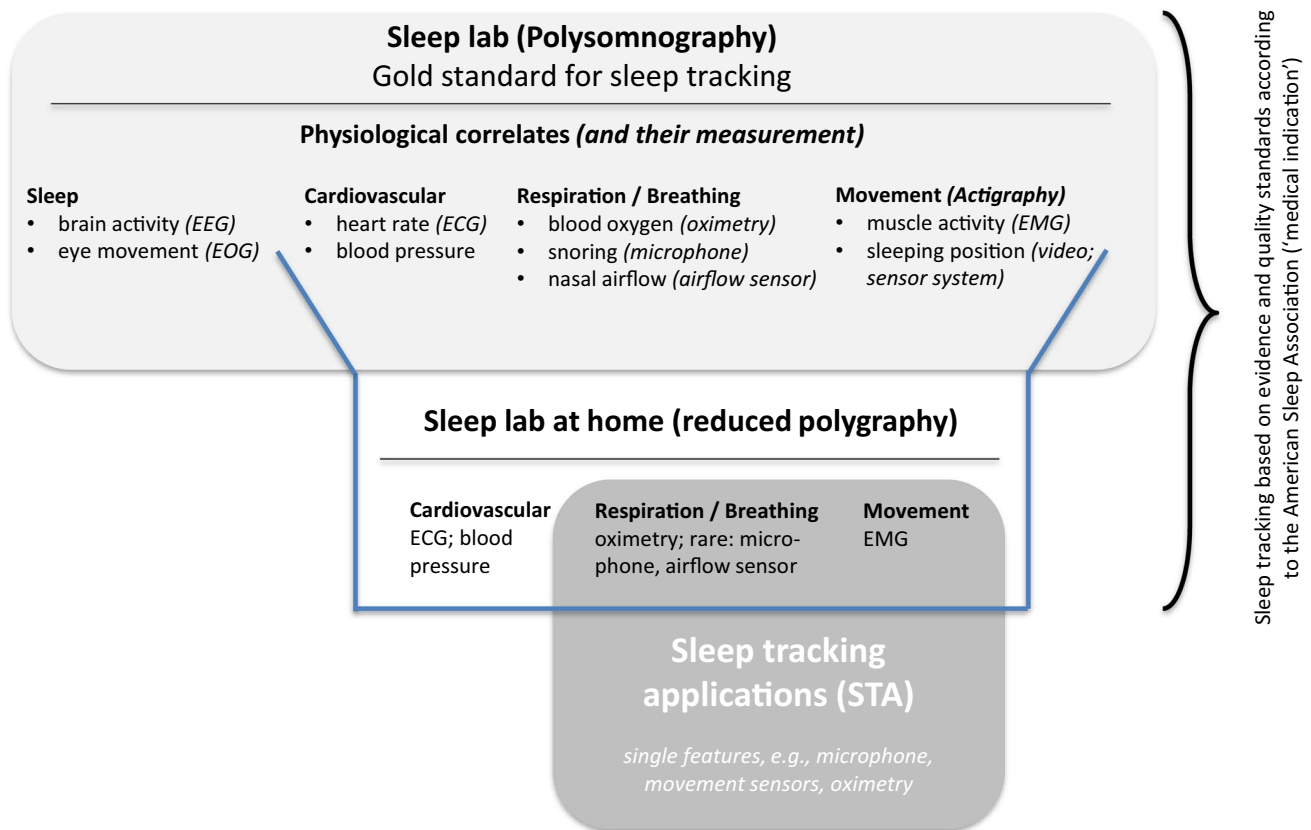 Sleep lab (Polysomnography)
Gold standard for sleep tracking
Physiological correlates (and their measurement)
Sleep
• brain activity (EEG)
• eye movement (EOG)
Cardiovascular
• heart rate (ECG)
• blood pressure
Respiration / Breathing
• blood oxygen (oximetry)
• snoring (microphone)
• nasal airflow (airflow sensor)
Movement (Actigraphy)
• muscle activity (EMG)
• sleeping position (video;
sensor system)
Sleep lab at home (reduced polygraphy)
Cardiovascular
ECG; blood
pressure
Respiration / Breathing
oximetry; rare: micro-
phone, airflow sensor
Movement
EMG
Sleep tracking
applications (STA)
single features, e.g., microphone,
movement sensors, oximetry
Sleep tracking based on evidence and quality standards according
to the American Sleep Association (‘medical indication’)